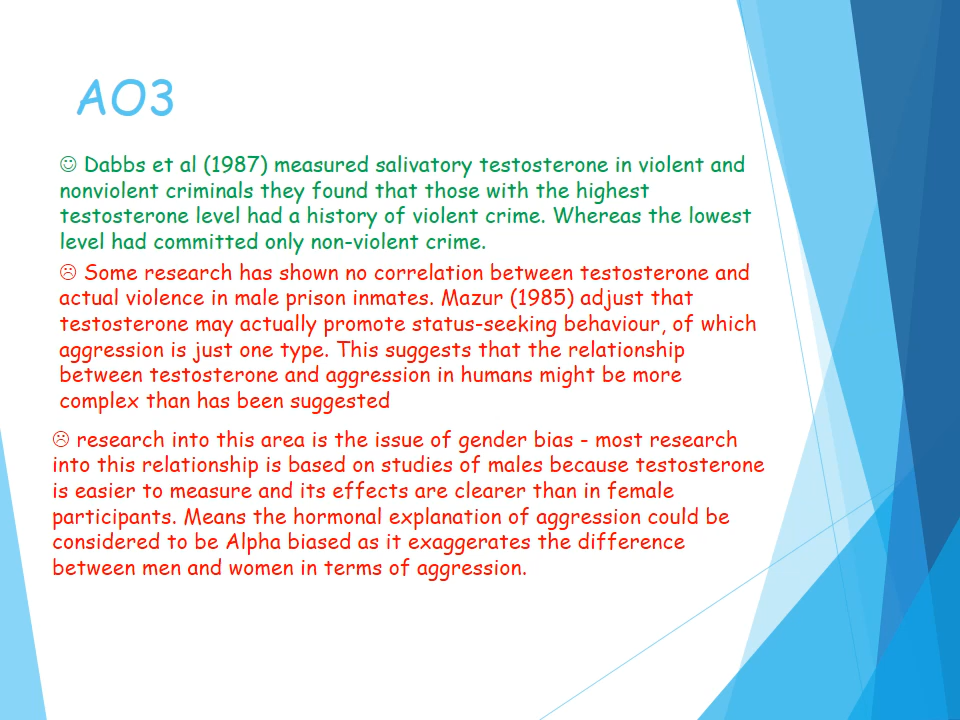 AO3
☺ Dabbs et al (1987) measured salivatory testosterone in violent and
nonviolent criminals they found that those with the highest
testosterone level had a history of violent crime. Whereas the lowest
level had committed only non-violent crime.
☹ Some research has shown no correlation between testosterone and
actual violence in male prison inmates. Mazur (1985) adjust that
testosterone may actually promote status-seeking behaviour, of which
aggression is just one type. This suggests that the relationship
between testosterone and aggression in humans might be more
complex than has been suggested
☹ research into this area is the issue of gender bias - most research
into this relationship is based on studies of males because testosterone
is easier to measure and its effects are clearer than in female
participants. Means the hormonal explanation of aggression could be
considered to be Alpha biased as it exaggerates the difference
between men and women in terms of aggression.